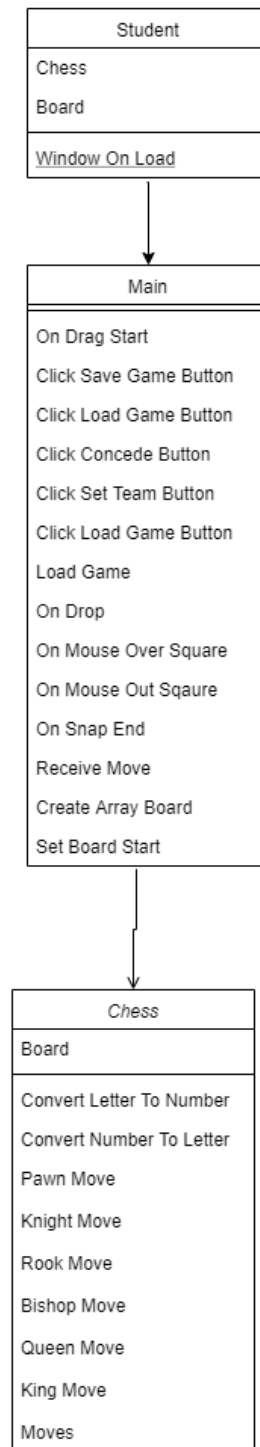 Student
Chess
Board
Window On Load
Main
On Drag Start
Click Save Game Button
Click Load Game Button
Click Concede Button
Click Set Team Button
Click Load Game Button
Load Game
On Drop
On Mouse Over Square
On Mouse Out Sqaure
On Snap End
Receive Move
Create Array Board
Set Board Start
Chess
Board
Convert Letter To Number
Convert Number To Letter
Pawn Move
Knight Move
Rook Move
Bishop Move
Queen Move
King Move
Moves